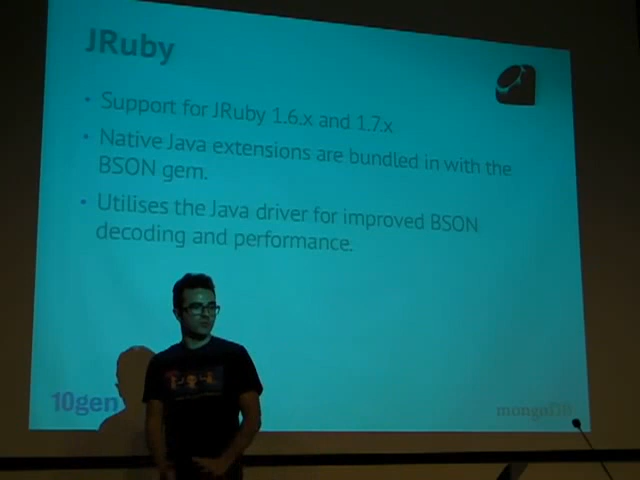 JRuby
• Support for JRuby 1.6.x and 1.7.x
• Native Java extensions are bundled in with the
BSON gem.
• Utilises the Java driver for improved BSON
decoding and performance.
10gen
mongoDB